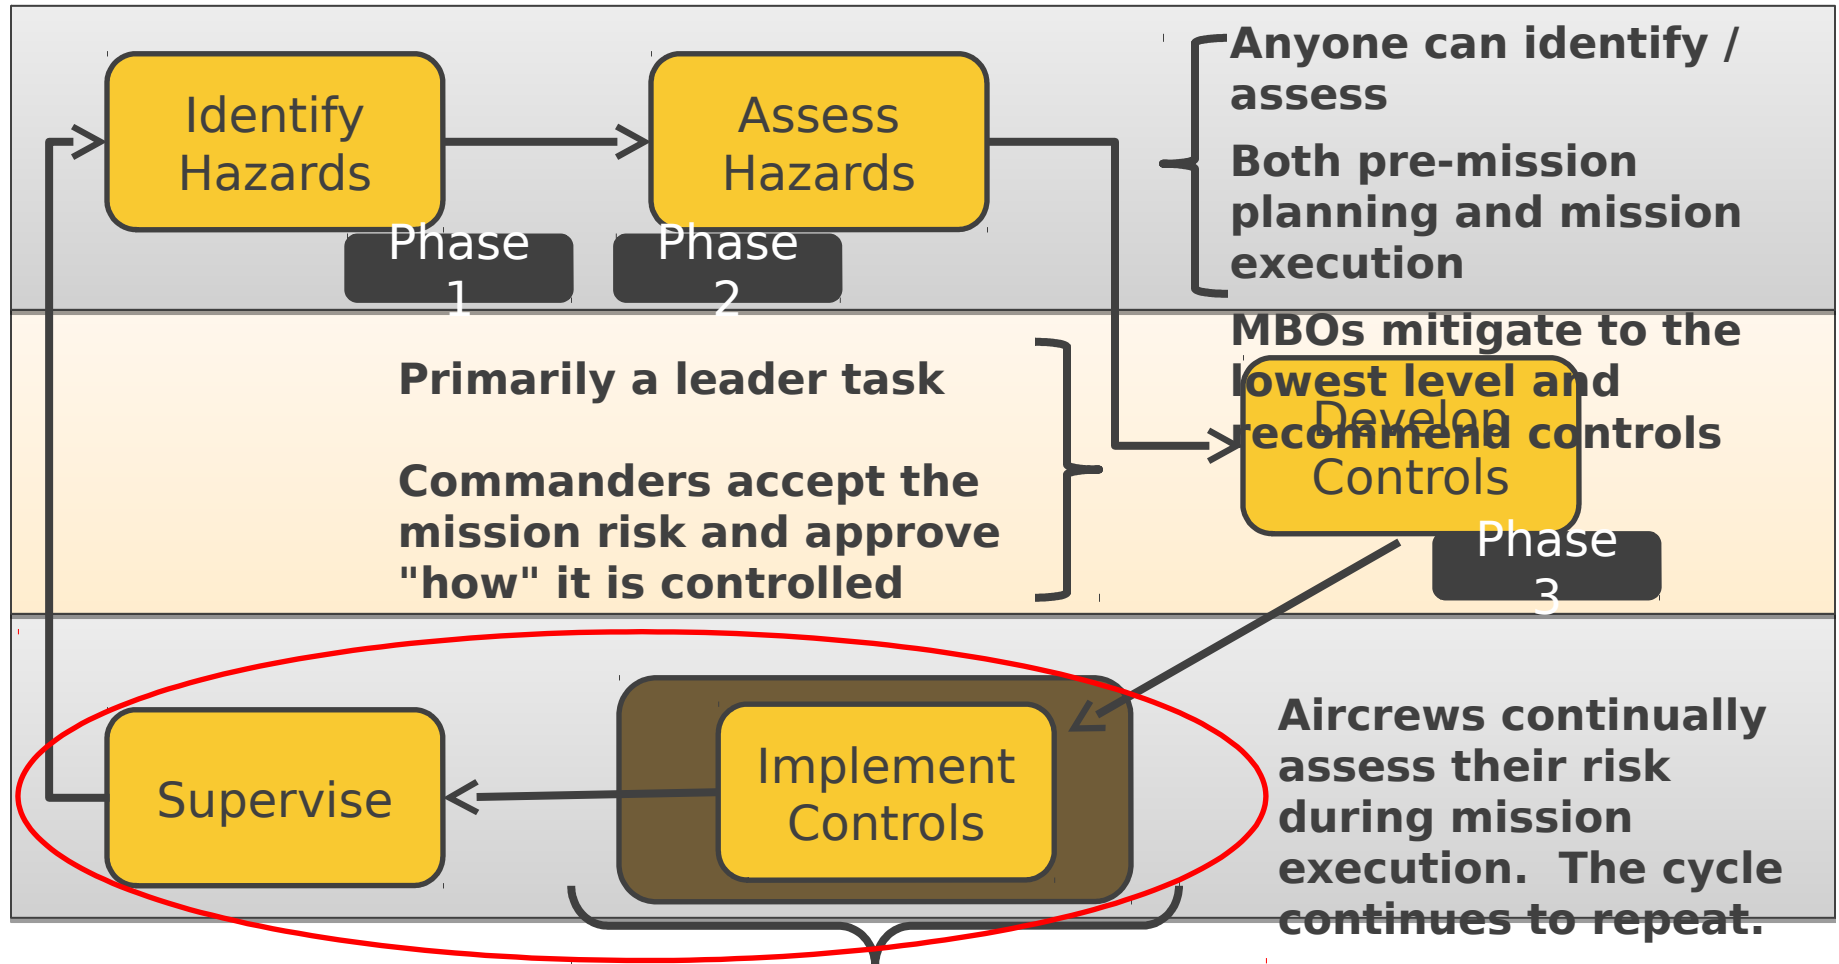 Identify
Hazards
Phase
1
Assess
Hazards
Phase
2
Anyone can identify /
assess
Both pre-mission
planning and mission
execution
MBOs mitigate to the
lowest level and
recommend controls
Primarily a leader task
Commanders accept the
mission risk and approve
"how" it is controlled
Develop
Controls
Phase
3
Supervise
Implement
Controls
Aircrews continually
assess their risk
during mission
execution.  The cycle
continues to repeat.